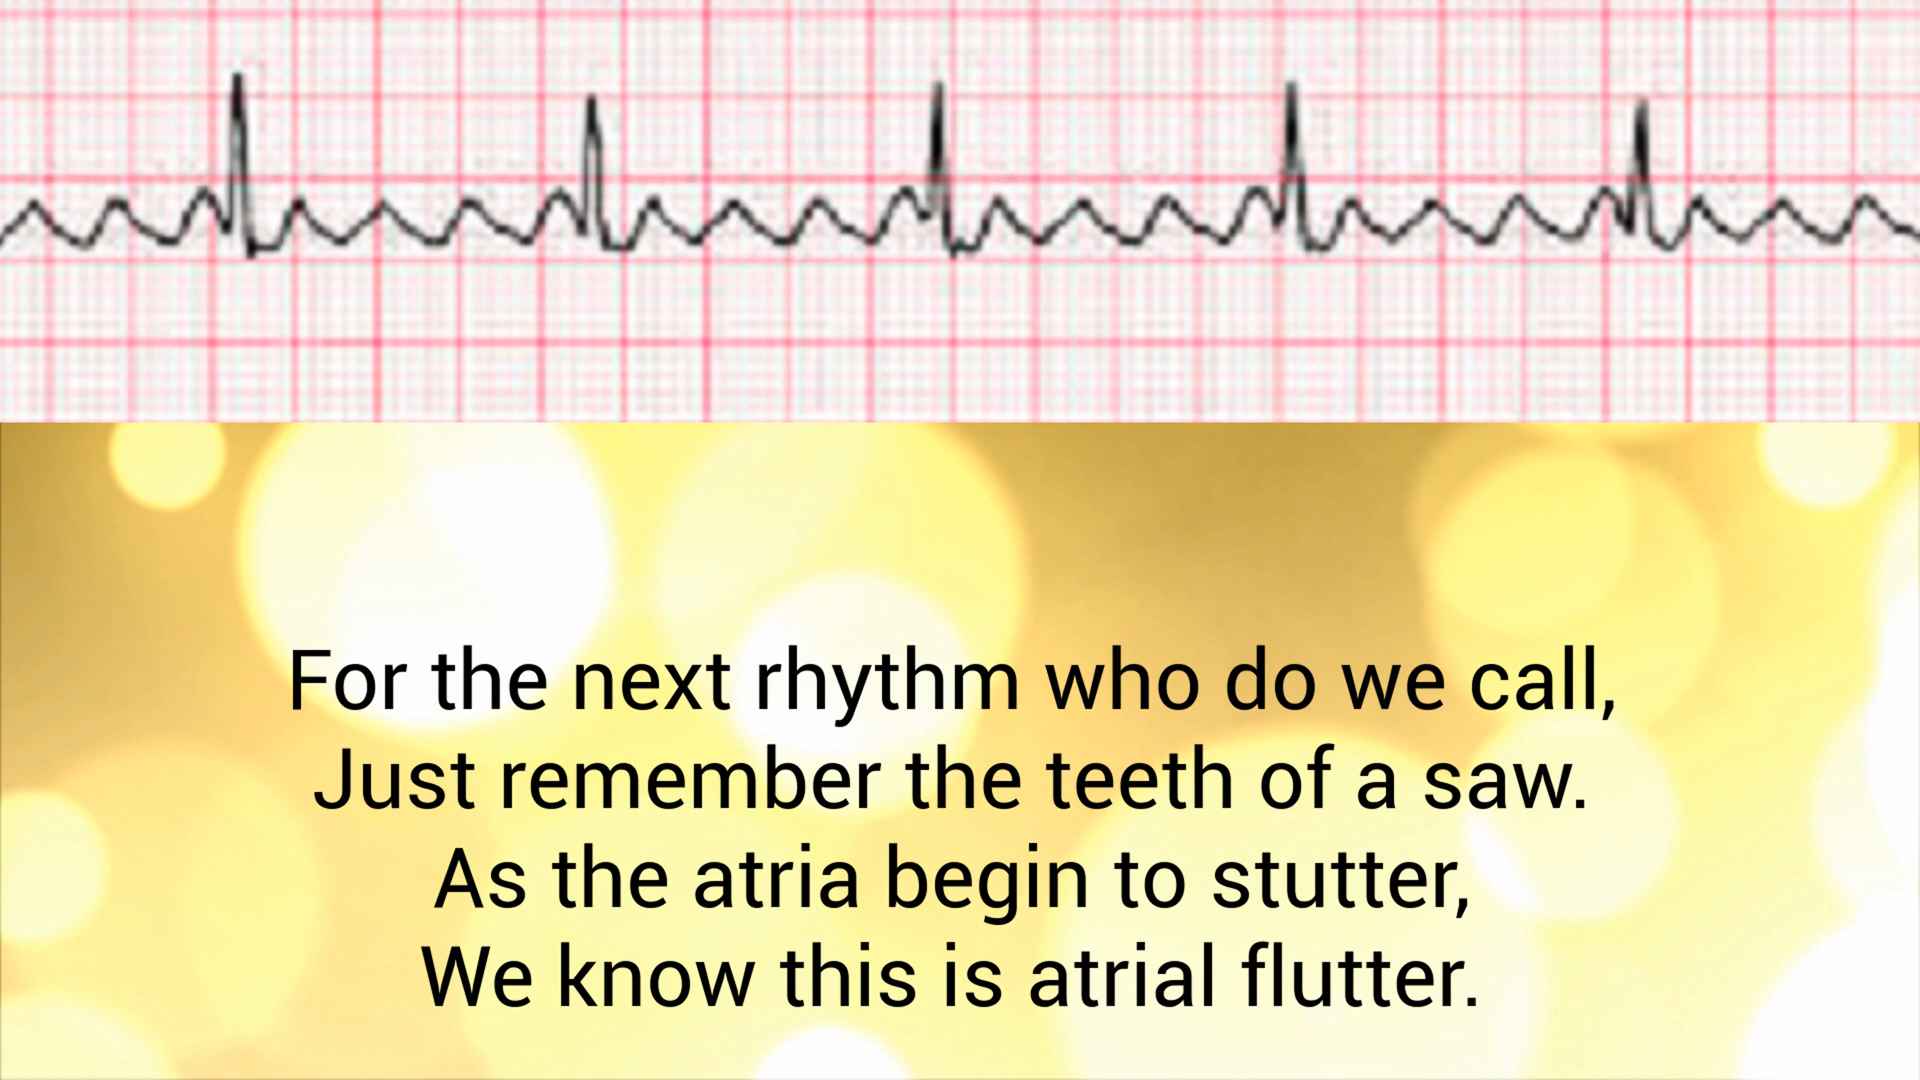 For the next rhythm who do we call,
Just remember the teeth of a saw.
As the atria begin to stutter,
We know this is atrial flutter.